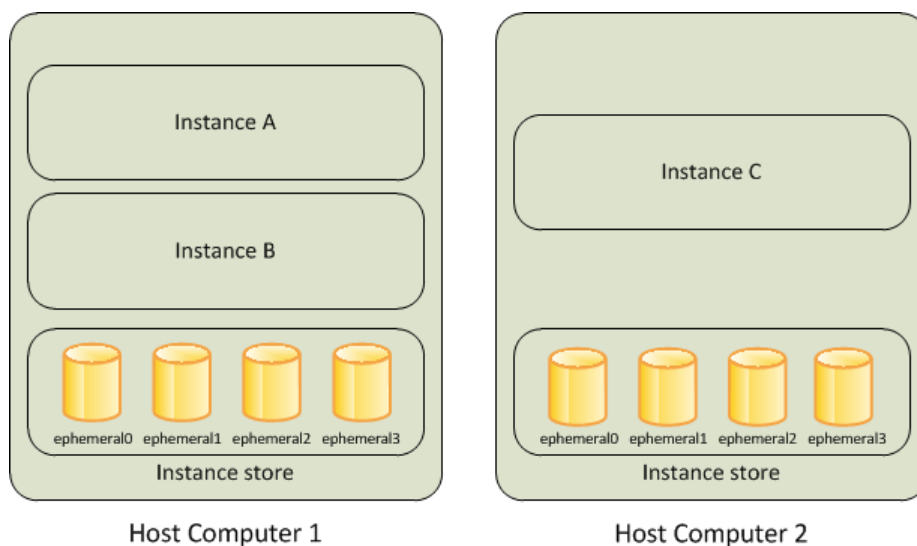 Instance A
Instance B
ephemeral0 ephemeral1 ephemeral2 ephemeral3
Instance store
Host Computer 1
Instance C
ephemeral0 ephemeral1 ephemeral2 ephemeral3
Instance store
Host Computer 2